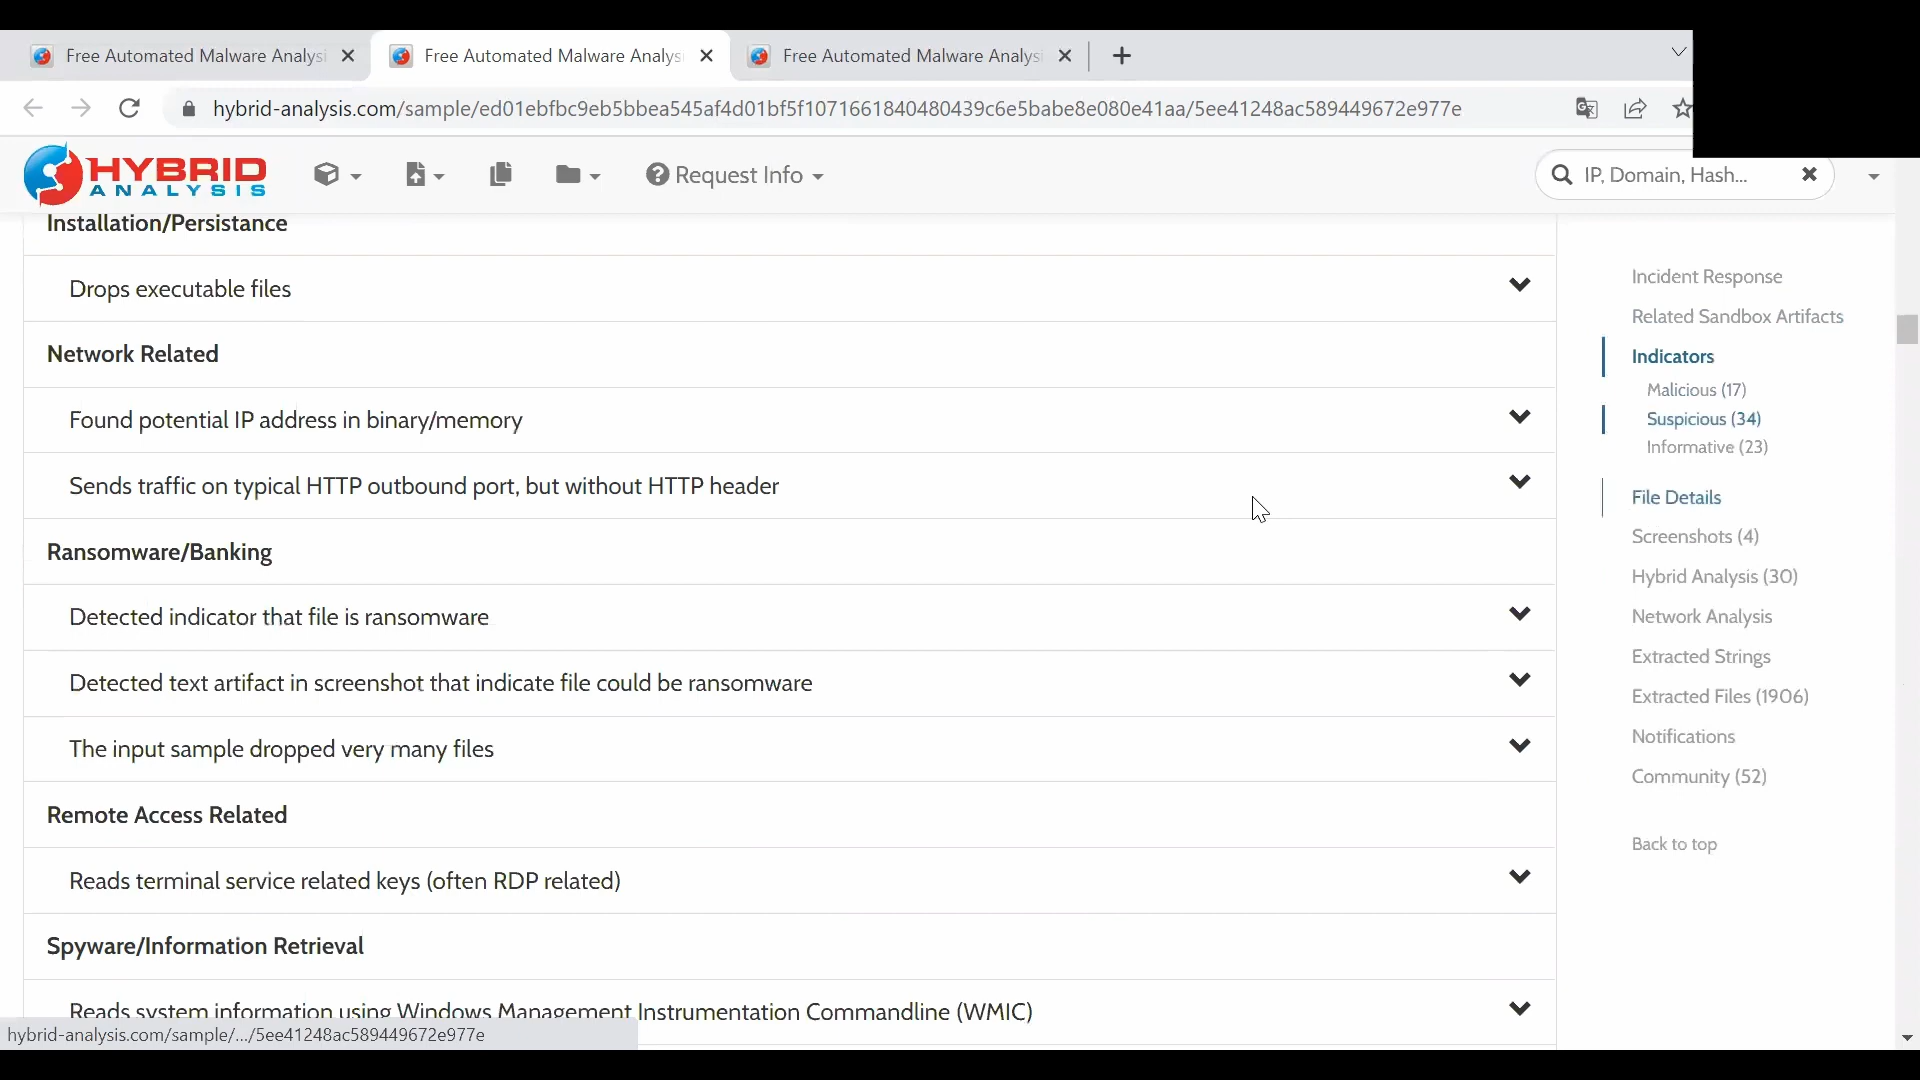 Free Automated Malware Analysi
Free Automated Malware Analys
Free Automated Malware Analysi
hybrid-analysis.com/sample/ed01ebfbc9eb5bbea545af4d01bf5f1071661840480439c6e5babe8e080e41aa/5ee41248ac589449672e977e
HYBRID
ANALYSIS
Request Info
IP, Domain, Hash...
Installation/Persistance
Drops executable files
Network Related
Found potential IP address in binary/memory
Sends traffic on typical HTTP outbound port, but without HTTP header
Ransomware/Banking
Detected indicator that file is ransomware
Detected text artifact in screenshot that indicate file could be ransomware
The input sample dropped very many files
Remote Access Related
Reads terminal service related keys (often RDP related)
Spyware/Information Retrieval
Reads system information using Windows Management Instrumentation Commandline (WMIC)
Incident Response
Related Sandbox Artifacts
Indicators
Malicious (17)
Suspicious (34)
Informative (23)
File Details
Screenshots (4)
Hybrid Analysis (30)
Network Analysis
Extracted Strings
Extracted Files (1906)
Notifications
Community (52)
Back to top
hybrid-analysis.com/sample/.../5ee41248ac589449672e977e